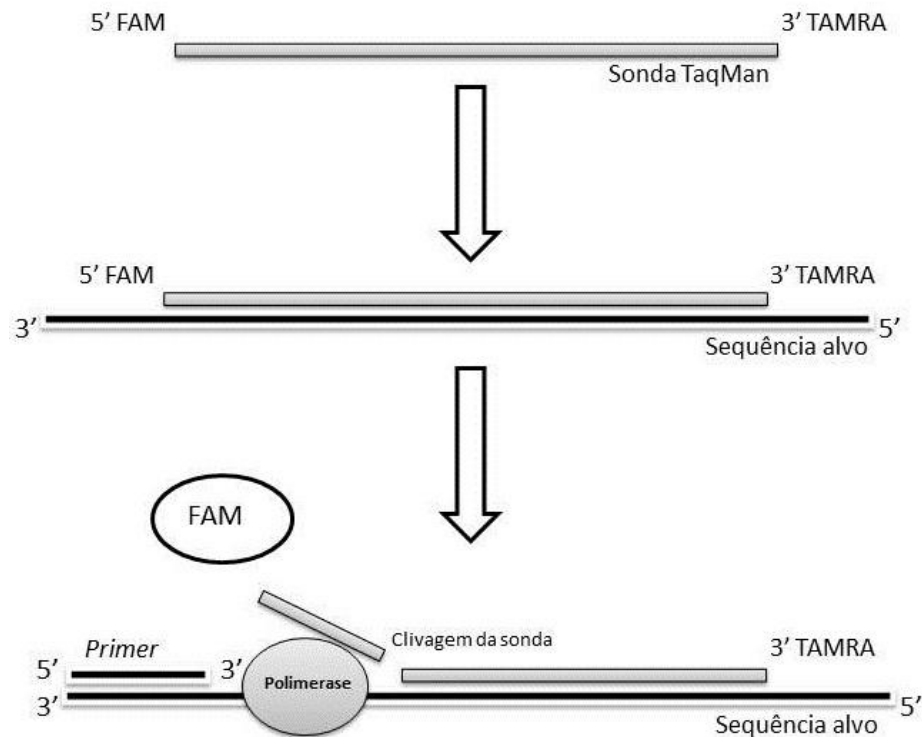 5’ FAM
3’ TAMRA
Sonda TaqMan
5’ FAM
3’ TAMRA
3’
5’
Sequência alvo
FAM
Clivagem da sonda
Primer
3’ TAMRA
5’
3’
Polimerase
3’
5’
Sequência alvo